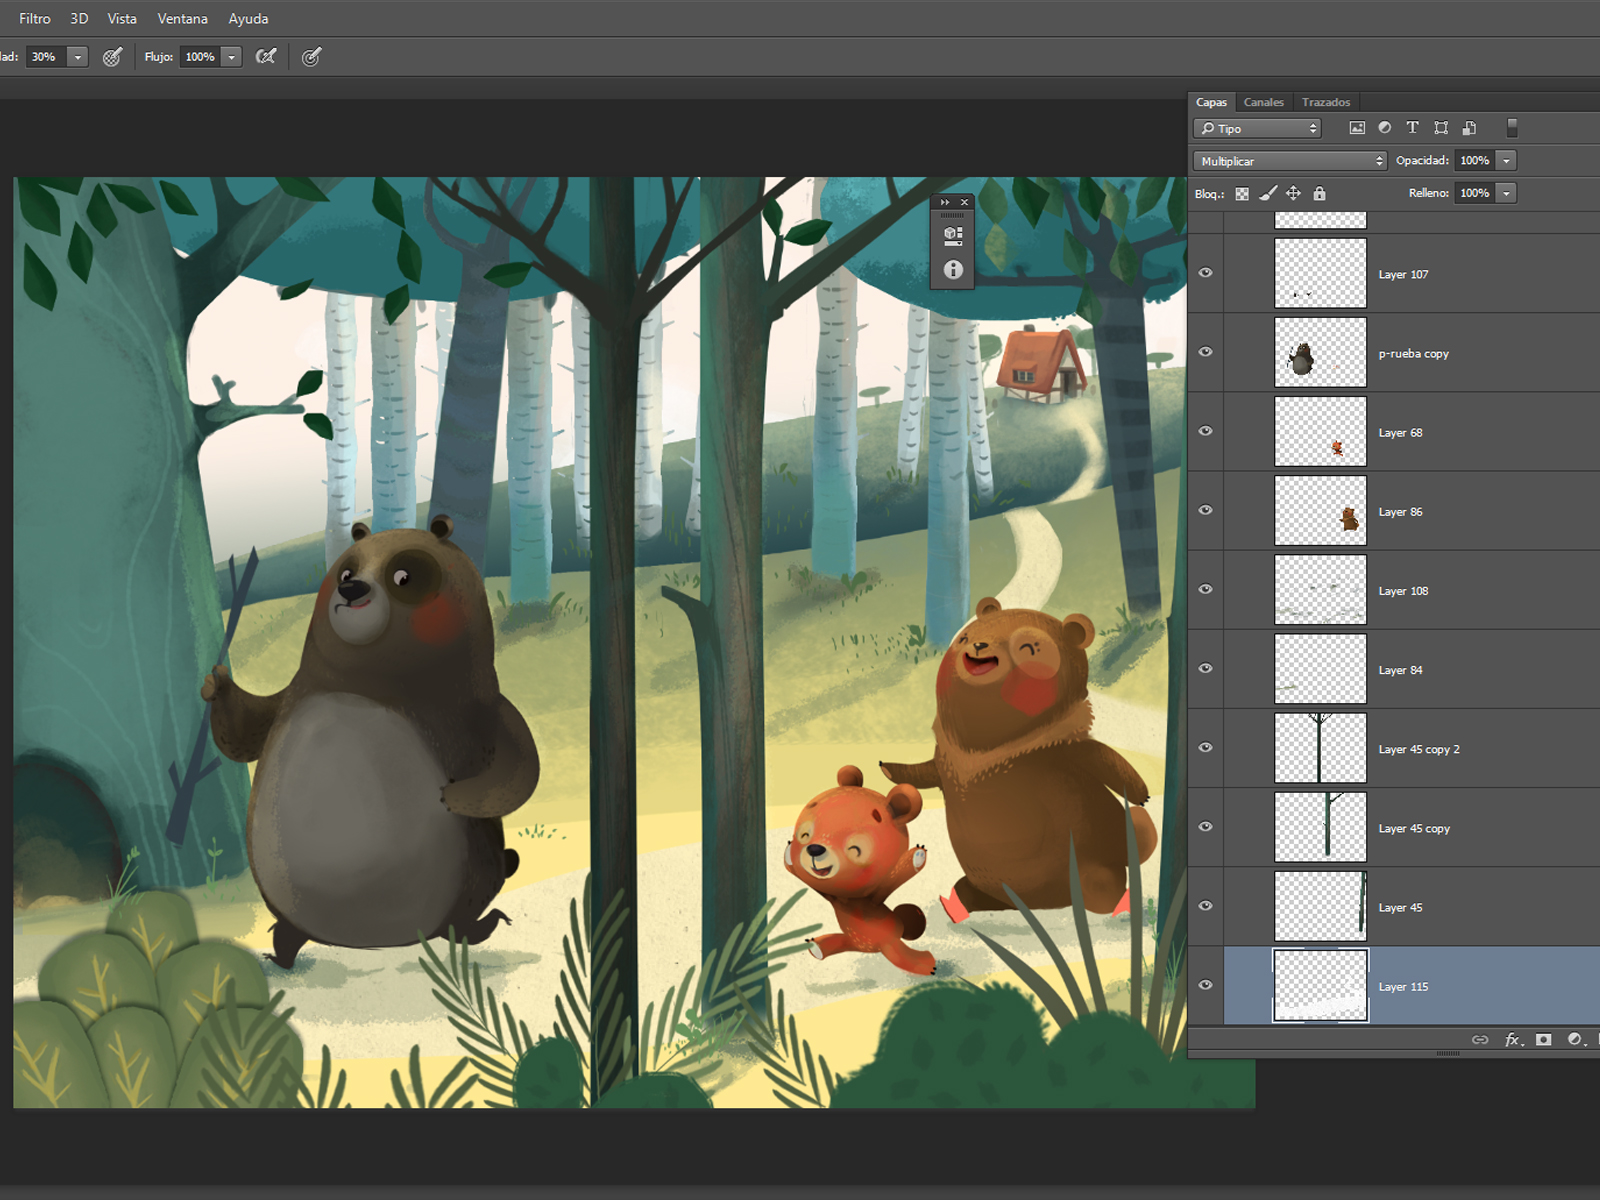 Filtro 3D Vista Ventana Ayuda
dad: 30% Flujo: 100%
Capas Canales Trazados
Tipo
Multiplicar Opacidad: 100%
Bloq.: Relleno: 100%
Layer 107
p-rueba copy
Layer 68
Layer 86
Layer 108
Layer 84
Layer 45 copy 2
Layer 45 copy
Layer 45
Layer 115
fx.